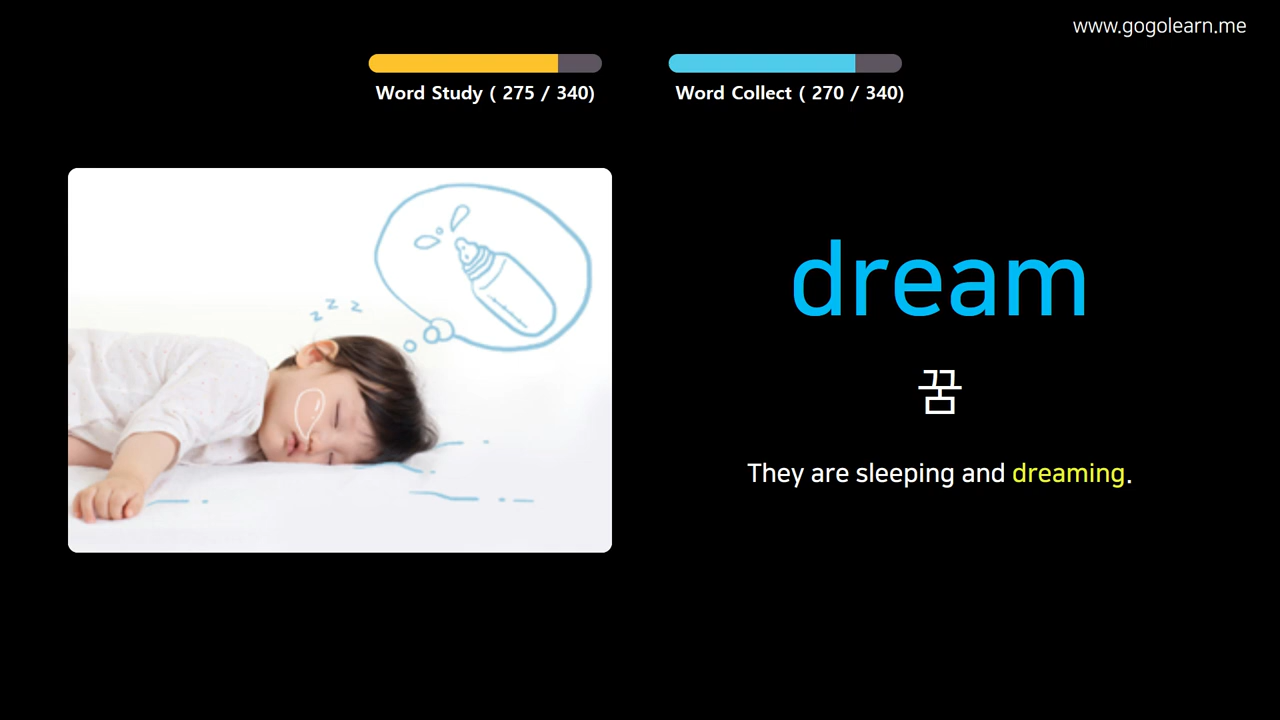 www.gogolearn.me
Word Study ( 275 / 340)
Word Collect ( 270 / 340)
z z z
dream
꿈
They are sleeping and dreaming.